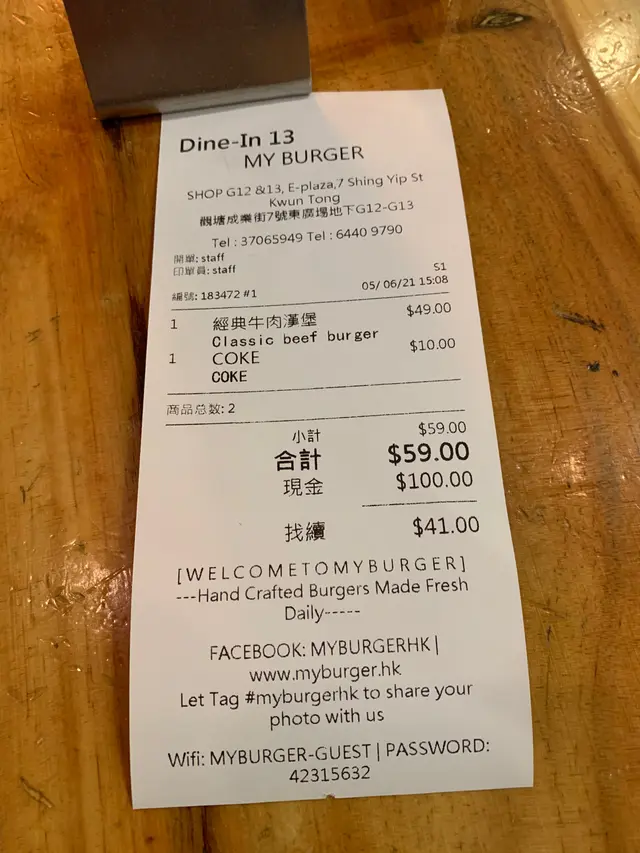 Dine-In 13
MY BURGER
SHOP G12 &13, E-plaza,7 Shing Yip St
Kwun Tong
觀塘成業街7號東廣場地下G12-G13
Tel : 37065949 Tel : 6440 9790
開單: staff
印單員: staff
S1
編號: 183472 #1 05/ 06/21 15:08
1 經典牛肉漢堡 $49.00
Classic beef burger
1 COKE $10.00
COKE
商品总数: 2
小計 $59.00
合計 $59.00
現金 $100.00
找續 $41.00
[WELCOMETOMYBURGER]
---Hand Crafted Burgers Made Fresh
Daily-----
FACEBOOK: MYBURGERHK |
www.myburger.hk
Let Tag #myburgerhk to share your
photo with us
Wifi: MYBURGER-GUEST | PASSWORD:
42315632